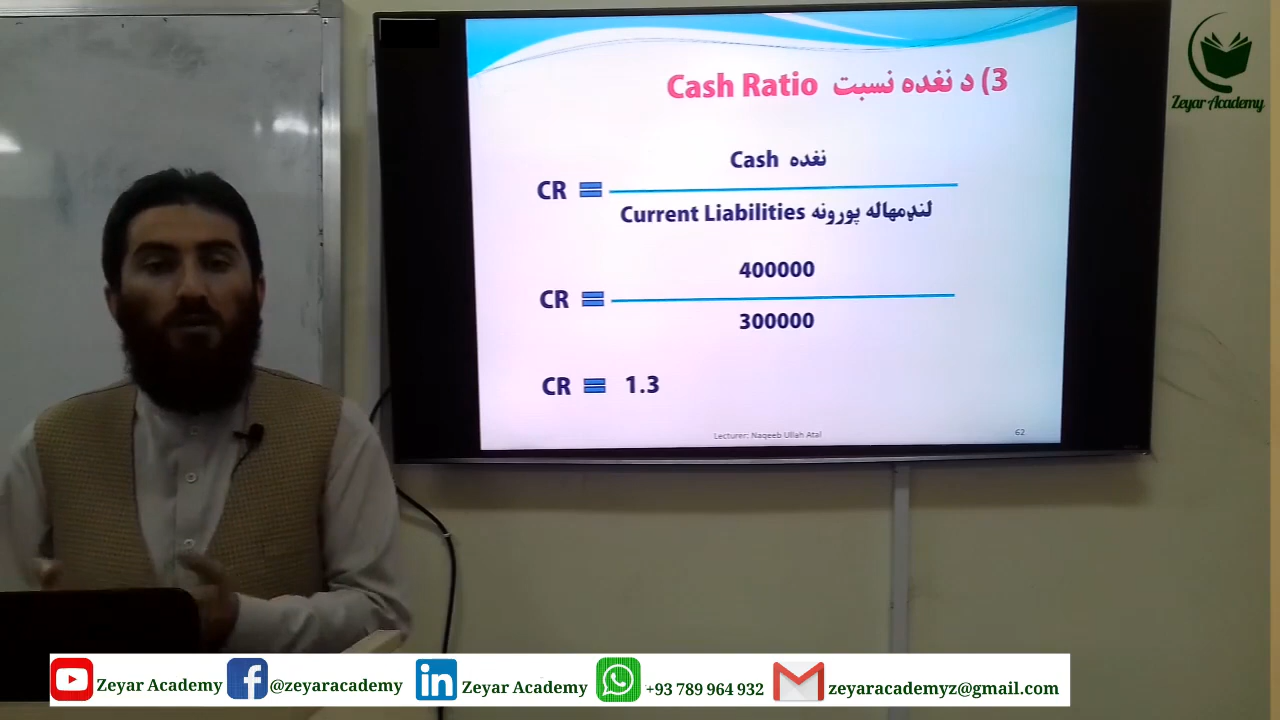 3) د نغده نسبت Cash Ratio
نغده Cash
CR =
لنډمهاله پورونه Current Liabilities
400000
CR =
300000
CR = 1.3
Lecturer: Naqeeb Ullah Atal
62
Zeyar Academy
Zeyar Academy @zeyaracademy Zeyar Academy +93 789 964 932 zeyaracademyz@gmail.com